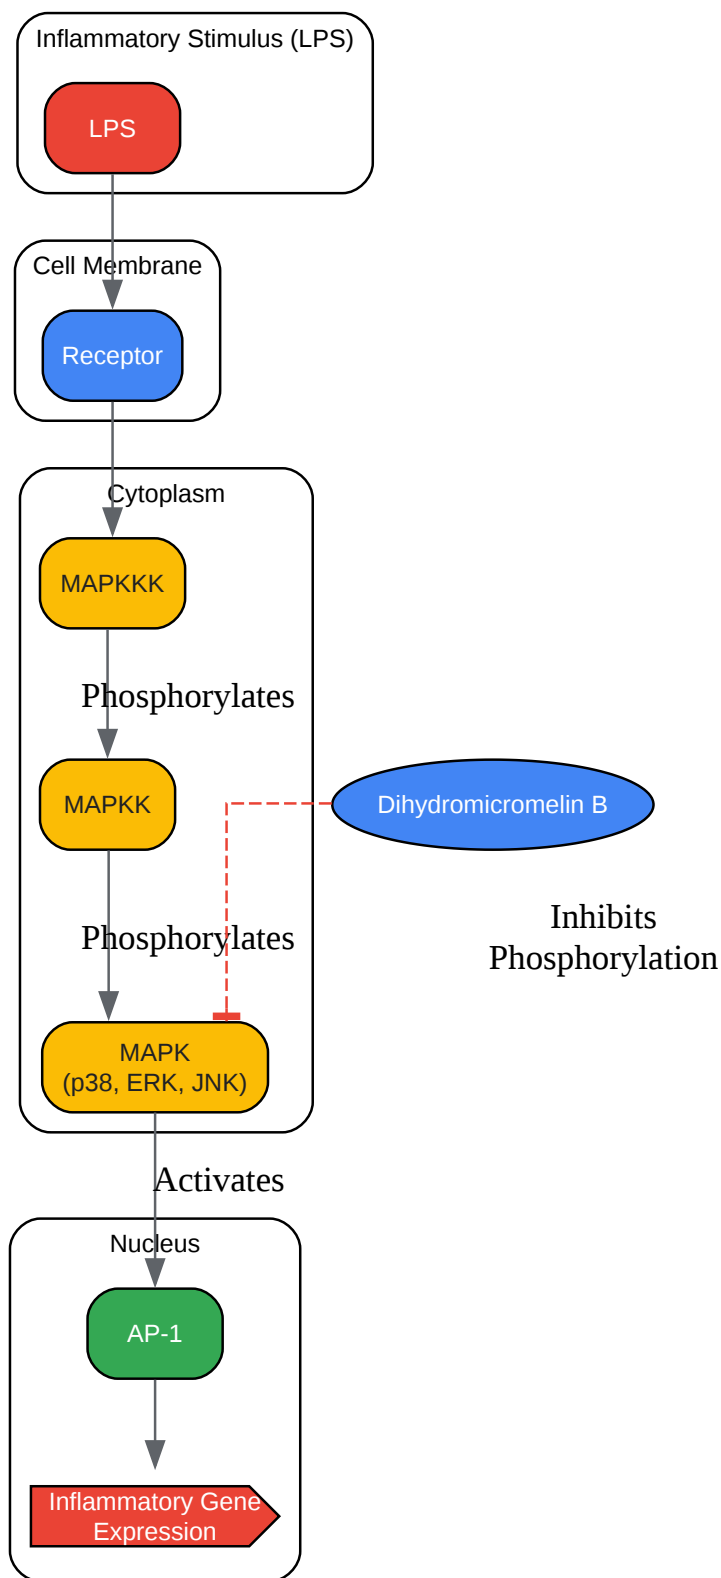 Inflammatory Stimulus (LPS)
LPS
Cell Membrane
Receptor
Cytoplasm
MAPKKK
Phosphorylates
MAPKK
Dihydromicromelin B
Phosphorylates
Inhibits
Phosphorylation
MAPK
(p38, ERK, JNK)
Activates
Nucleus
AP-1
Inflammatory Gene
Expression